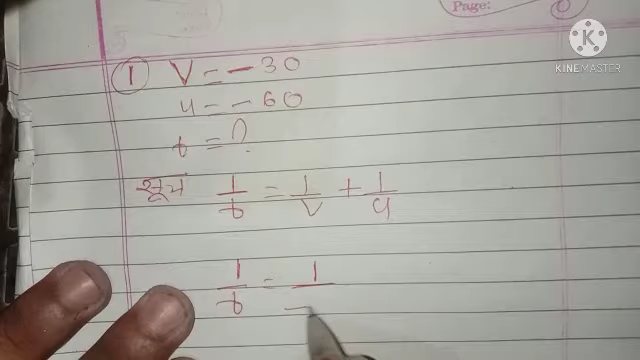 Page:
KINEMASTER
① V = -30
u = -60
f = ?
सूत्र 1/f = 1/V + 1/u
1/f = 1/-